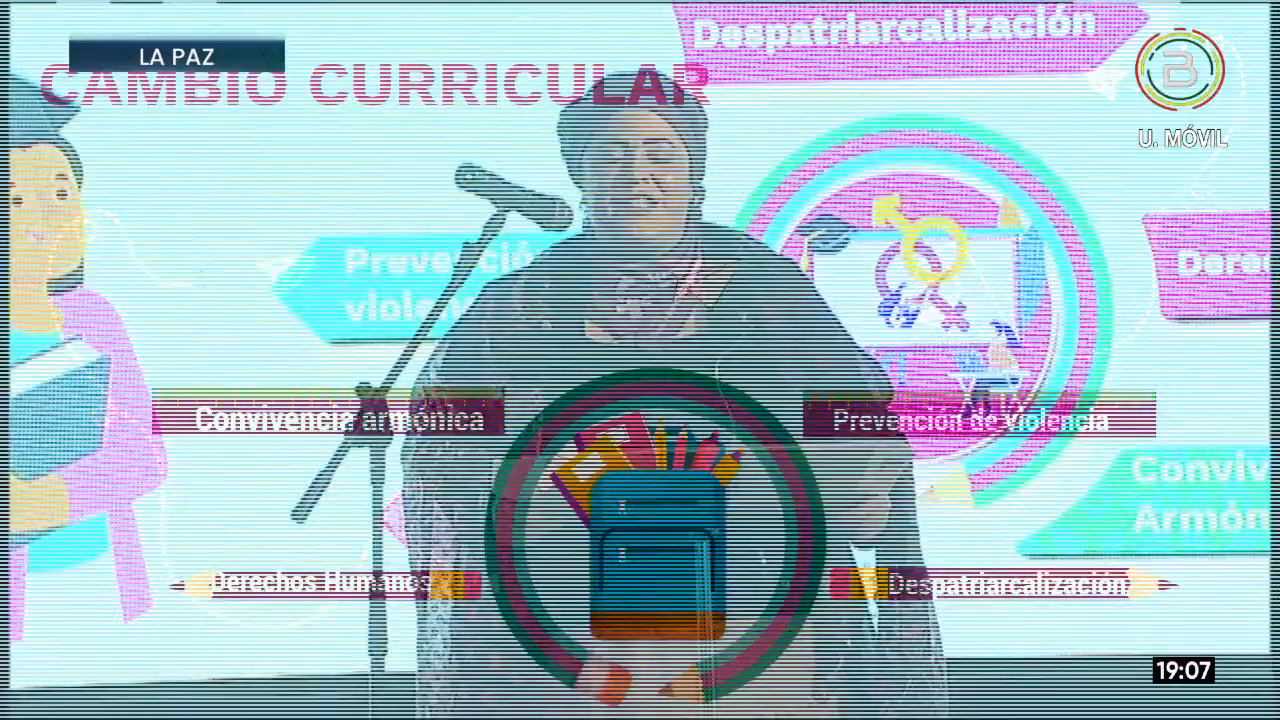 Despatriarcalización
LA PAZ
CAMBIO CURRICULAR
U. MÓVIL
Convivencia armónica
Prevención de Violencia
Derechos Humanos
Despatriarcalización
19:07